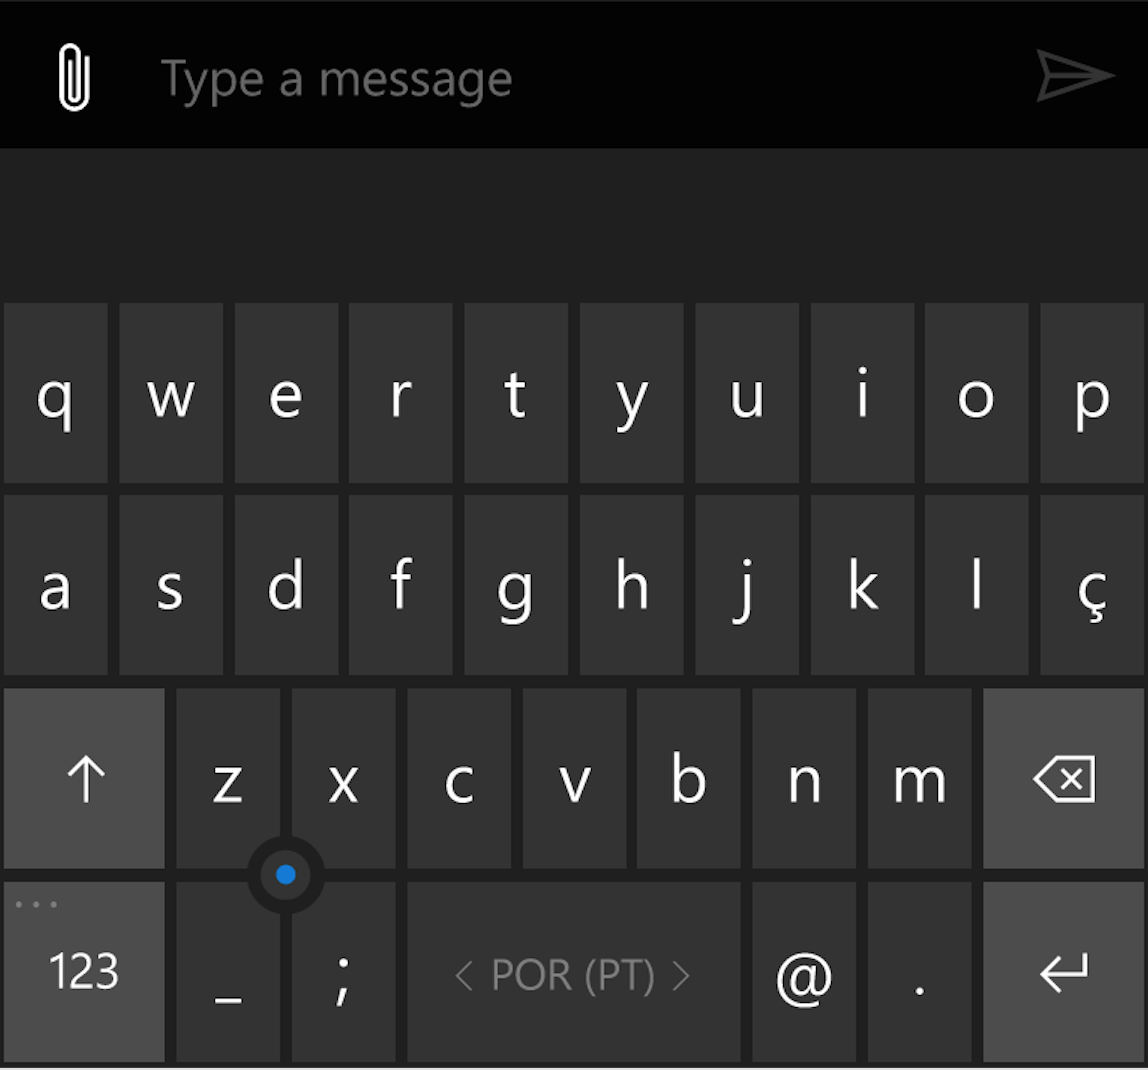 Type a message
q w e r t y u i o p
a s d f g h j k l ç
z x c v b n m
123 _ ; < POR (PT) > @ .